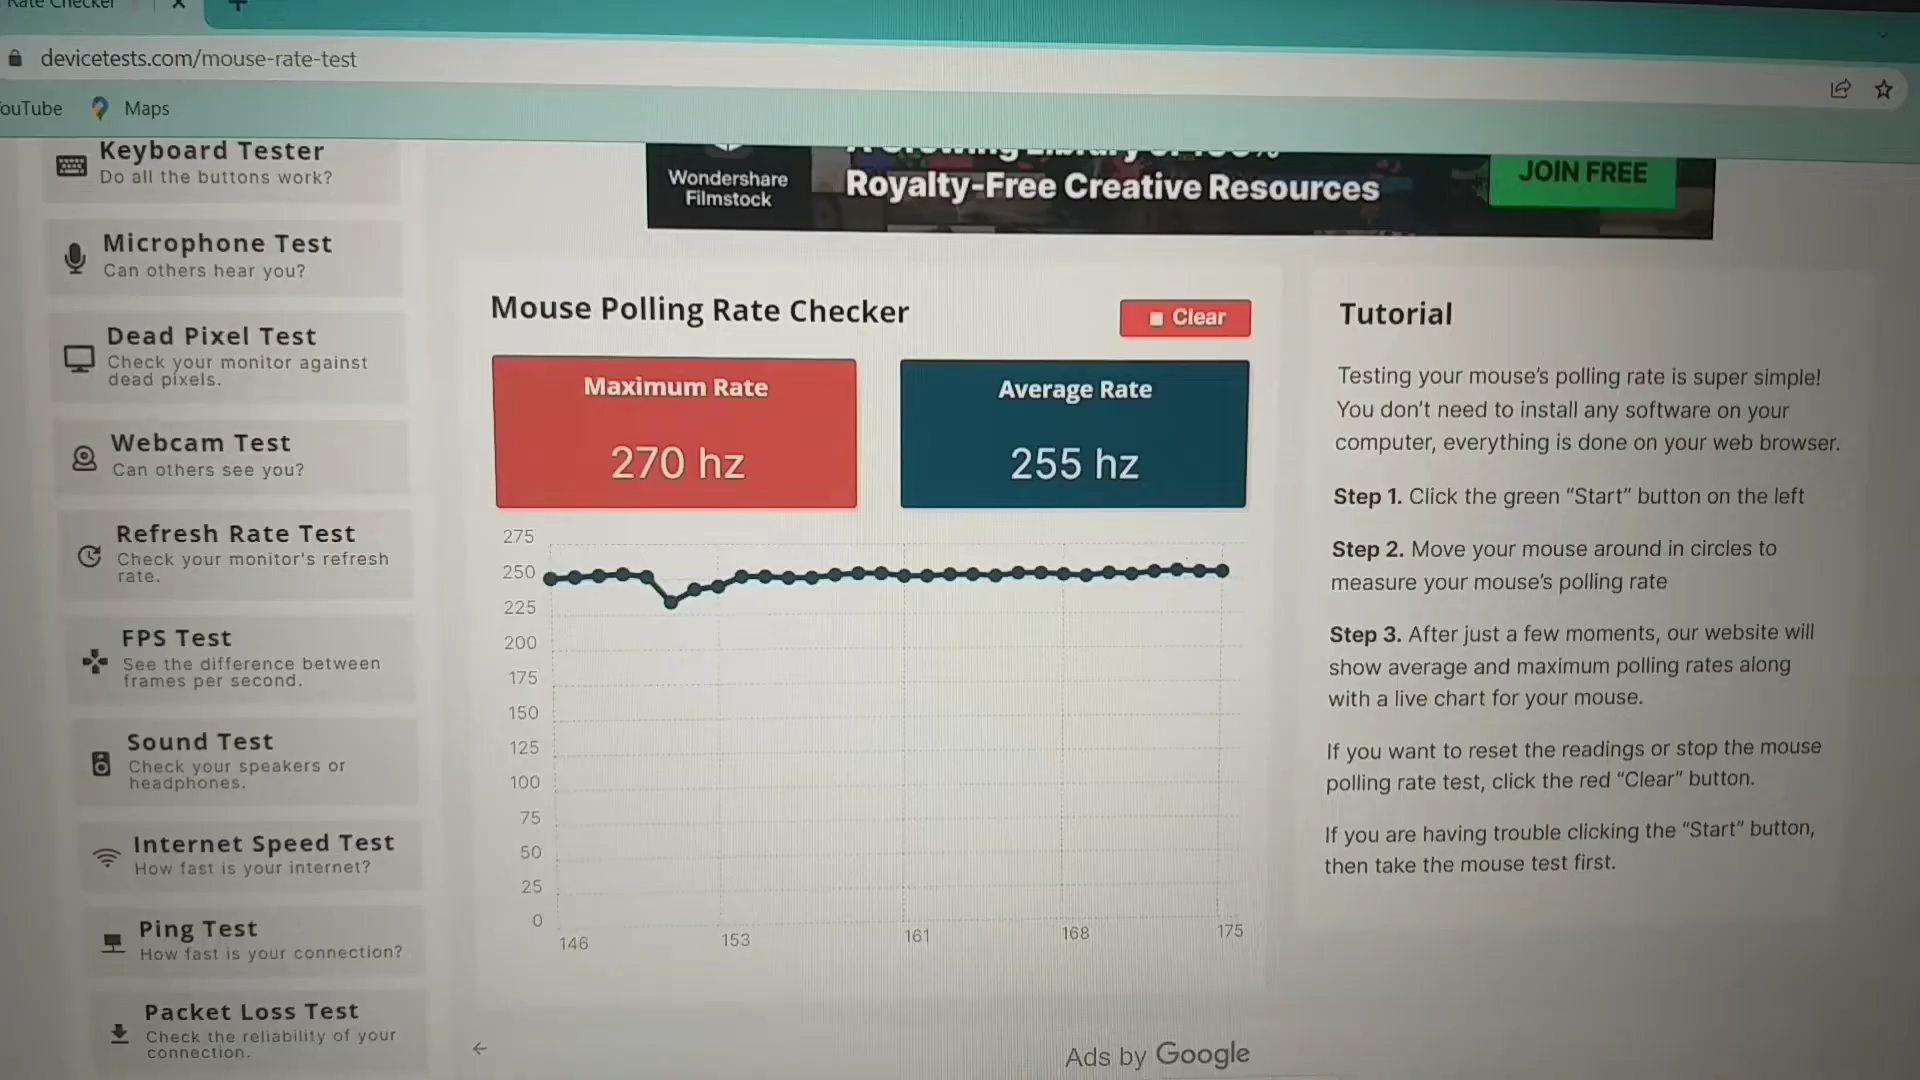 Rate Checker
devicetests.com/mouse-rate-test
ouTube
Maps
Keyboard Tester
Do all the buttons work?
Microphone Test
Can others hear you?
Dead Pixel Test
Check your monitor against
dead pixels.
Webcam Test
Can others see you?
Refresh Rate Test
Check your monitor's refresh
rate.
FPS Test
See the difference between
frames per second.
Sound Test
Check your speakers or
headphones.
Internet Speed Test
How fast is your internet?
Ping Test
How fast is your connection?
Packet Loss Test
Check the reliability of your
connection.
Wondershare
Filmstock
Royalty-Free Creative Resources
JOIN FREE
Mouse Polling Rate Checker
Clear
Maximum Rate
270 hz
Average Rate
255 hz
275
250
225
200
175
150
125
100
75
50
25
0
146 153 161 168 175
Ads by Google
Tutorial
Testing your mouse's polling rate is super simple!
You don't need to install any software on your
computer, everything is done on your web browser.
Step 1. Click the green “Start” button on the left
Step 2. Move your mouse around in circles to
measure your mouse's polling rate
Step 3. After just a few moments, our website will
show average and maximum polling rates along
with a live chart for your mouse.
If you want to reset the readings or stop the mouse
polling rate test, click the red “Clear” button.
If you are having trouble clicking the “Start” button,
then take the mouse test first.